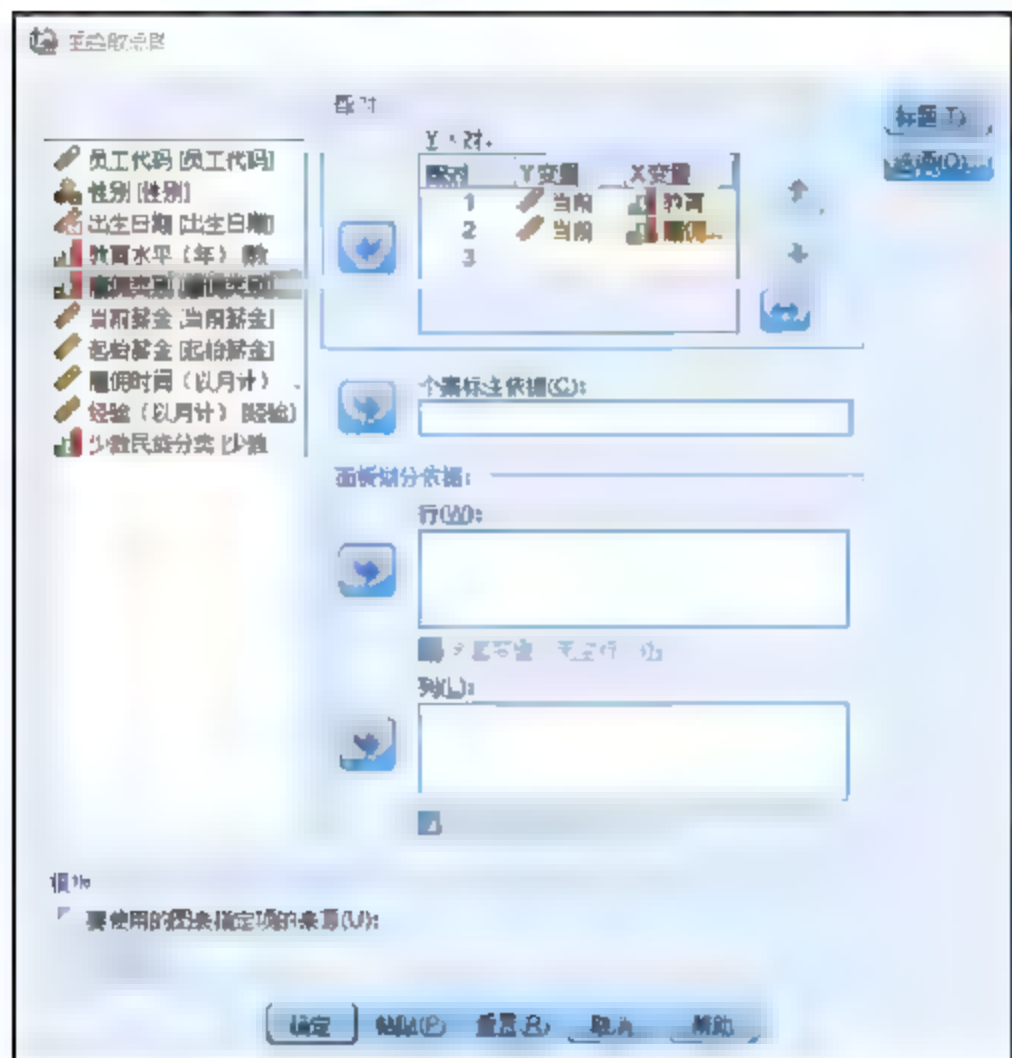 重叠散点图
配对
标题(T)
Y - X 对:
配对 Y 变量 X 变量
选项(O)
员工代码 [员工代码]
性别 [性别]
1 当前 教育
出生日期 [出生日期]
2 当前 雇佣...
教育水平（年） [教
3
雇佣类别 [雇佣类别]
当前薪金 [当前薪金]
起始薪金 [起始薪金]
雇佣时间（以月计）
个案标注依据(C):
经验（以月计） [经验]
少数民族分类 [少数
面板划分依据:
行(W):
列(L):
模板
要使用的图表指定项的来源(U):
确定 粘贴(P) 重置(R) 取消 帮助